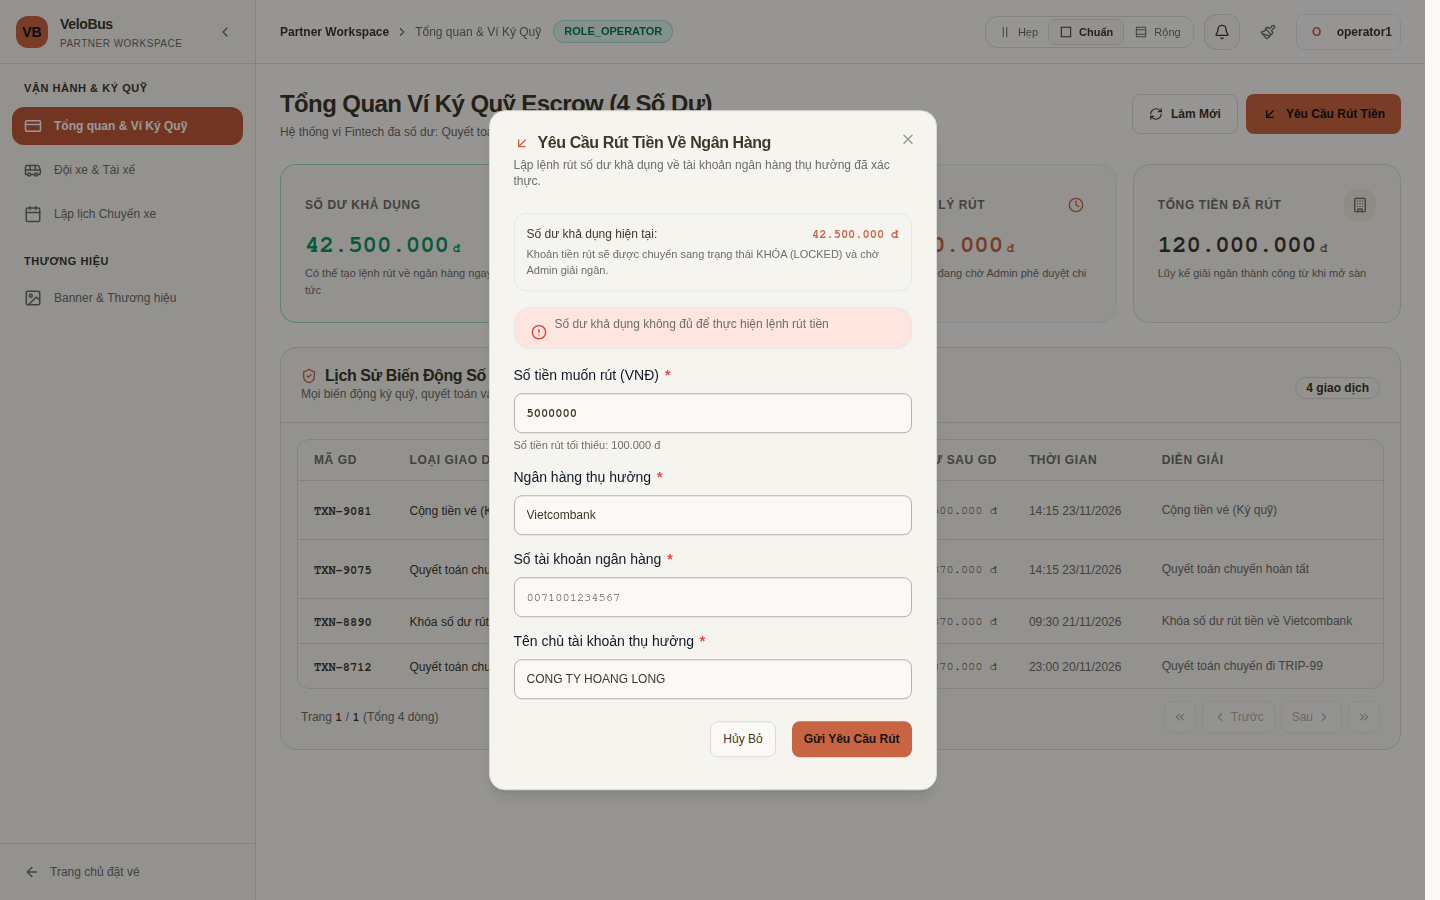 VB
VeloBus
PARTNER WORKSPACE
Partner Workspace
Tổng quan & Ví Ký Quỹ
ROLE_OPERATOR
Hẹp
Chuẩn
Rộng
O
operator1
VẬN HÀNH & KÝ QUỸ
Tổng quan & Ví Ký Quỹ
Đội xe & Tài xế
Lập lịch Chuyến xe
THƯƠNG HIỆU
Banner & Thương hiệu
Trang chủ đặt vé
Tổng Quan Ví Ký Quỹ Escrow (4 Số Dư)
Hệ thống ví Fintech đa số dư: Quyết
Làm Mới
Yêu Cầu Rút Tiền
SỐ DƯ KHẢ DỤNG
42.500.000 đ
Có thể tạo lệnh rút về ngân hàng ngay
tức
LÝ RÚT
0.000 đ
đang chờ Admin phê duyệt chi
TỔNG TIỀN ĐÃ RÚT
120.000.000 đ
Lũy kế giải ngân thành công từ khi mở sàn
Lịch Sử Biến Động Số
Mọi biến động ký quỹ, quyết toán
4 giao dịch
MÃ GD
LOẠI GIAO
SAU GD
THỜI GIAN
DIỄN GIẢI
TXN-9081
Cộng tiền vé
00.000 đ
14:15 23/11/2026
Cộng tiền vé (Ký quỹ)
TXN-9075
Quyết toán
70.000 đ
14:15 23/11/2026
Quyết toán chuyến hoàn tất
TXN-8890
Khóa số dư rút
70.000 đ
09:30 21/11/2026
Khóa số dư rút tiền về Vietcombank
TXN-8712
Quyết toán
70.000 đ
23:00 20/11/2026
Quyết toán chuyến đi TRIP-99
Trang 1 / 1 (Tổng 4 dòng)
Trước
Sau
Yêu Cầu Rút Tiền Về Ngân Hàng
Lập lệnh rút số dư khả dụng về tài khoản ngân hàng thụ hưởng đã xác
thực.
Số dư khả dụng hiện tại:
42.500.000 đ
Khoản tiền rút sẽ được chuyển sang trạng thái KHÓA (LOCKED) và chờ
Admin giải ngân.
Số dư khả dụng không đủ để thực hiện lệnh rút tiền
Số tiền muốn rút (VNĐ) *
5000000
Số tiền rút tối thiểu: 100.000 đ
Ngân hàng thụ hưởng *
Vietcombank
Số tài khoản ngân hàng *
0071001234567
Tên chủ tài khoản thụ hưởng *
CONG TY HOANG LONG
Hủy Bỏ
Gửi Yêu Cầu Rút